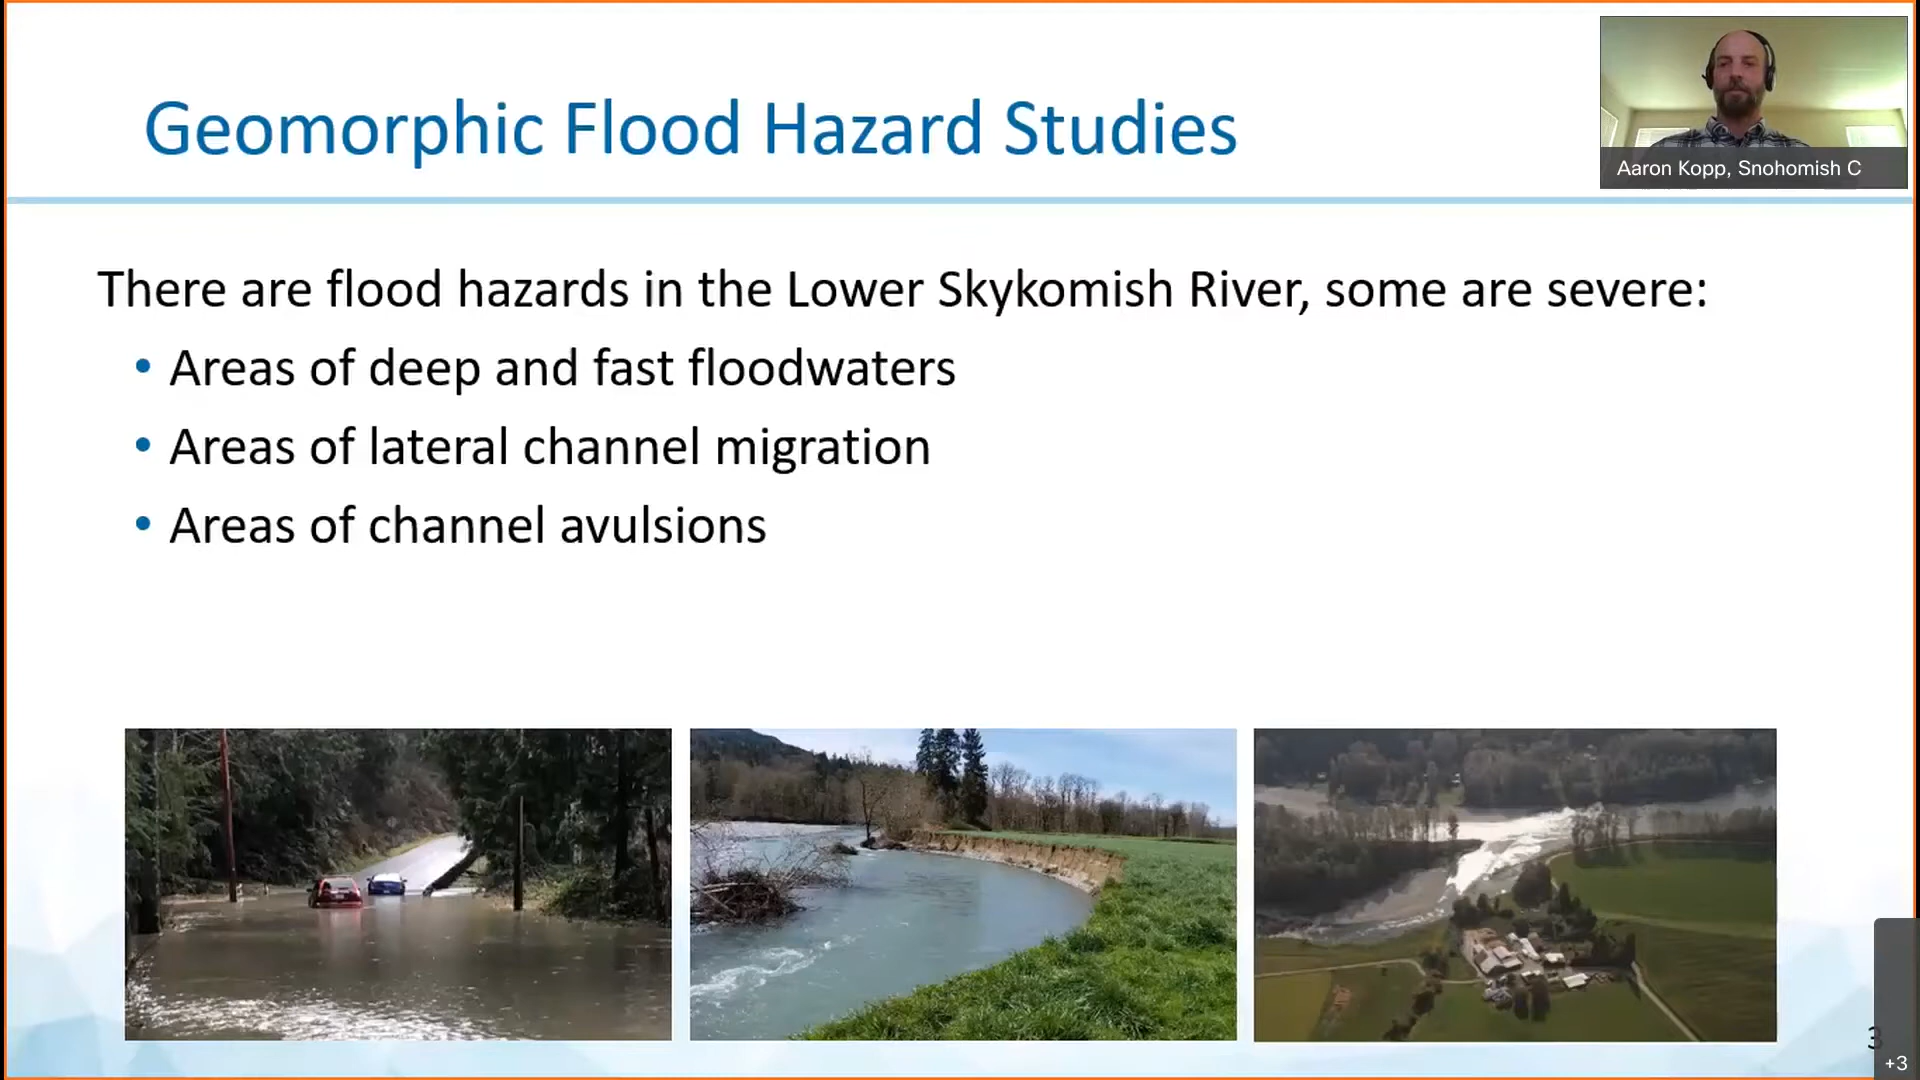 Geomorphic Flood Hazard Studies
Aaron Kopp, Snohomish C
There are flood hazards in the Lower Skykomish River, some are severe:
• Areas of deep and fast floodwaters
• Areas of lateral channel migration
• Areas of channel avulsions
3
+3